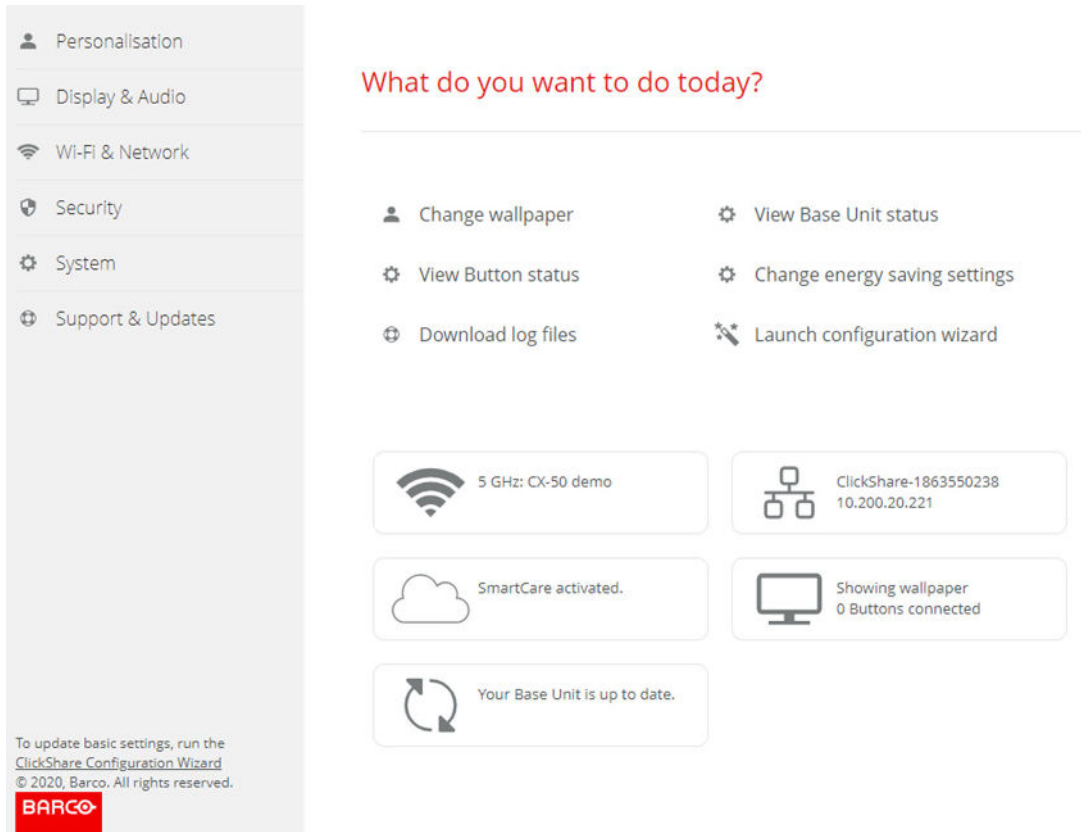 Personalisation
Display & Audio
Wi-Fi & Network
Security
System
Support & Updates
To update basic settings, run the
ClickShare Configuration Wizard
© 2020, Barco. All rights reserved.
BARCO
What do you want to do today?
Change wallpaper
View Base Unit status
View Button status
Change energy saving settings
Download log files
Launch configuration wizard
5 GHz: CX-50 demo
ClickShare-1863550238
10.200.20.221
SmartCare activated.
Showing wallpaper
0 Buttons connected
Your Base Unit is up to date.